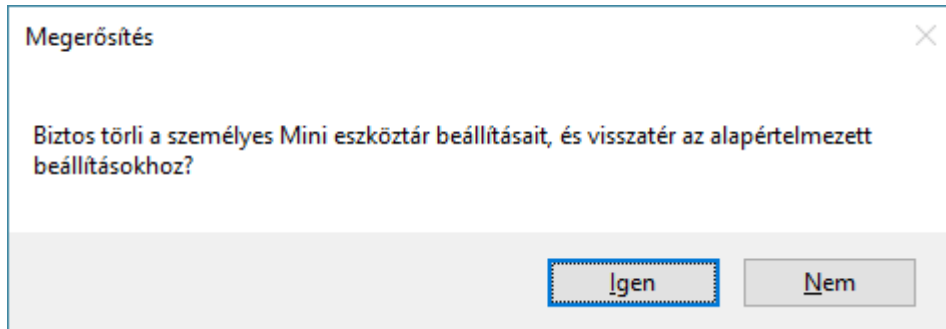 Megerősítés
Biztos törli a személyes Mini eszköztár beállításait, és visszatér az alapértelmezett
beállításokhoz?
Igen
Nem